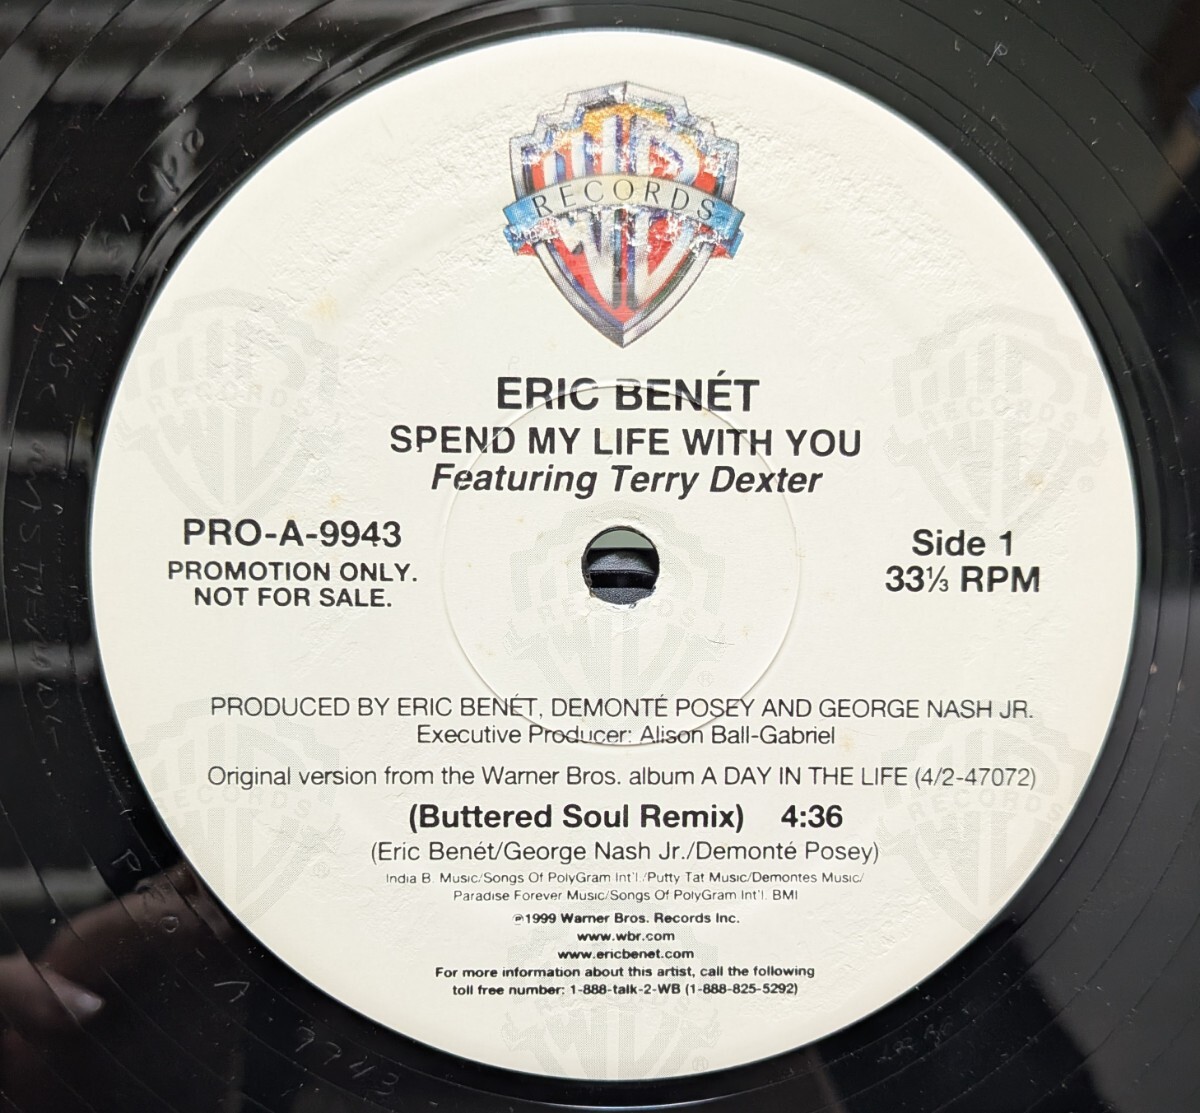 RECORDS
ERIC BENÉT
SPEND MY LIFE WITH YOU
Featuring Terry Dexter
PRO-A-9943
PROMOTION ONLY.
NOT FOR SALE.
Side 1
33⅓ RPM
PRODUCED BY ERIC BENÉT, DEMONTÉ POSEY AND GEORGE NASH JR.
Executive Producer: Alison Ball-Gabriel
Original version from the Warner Bros. album A DAY IN THE LIFE (4/2-47072)
(Buttered Soul Remix) 4:36
(Eric Benét/George Nash Jr./Demonté Posey)
India B. Music/Songs Of PolyGram Int'l./Putty Tat Music/Demontes Music/
Paradise Forever Music/Songs Of PolyGram Int'l. BMI
℗1999 Warner Bros. Records Inc.
www.wbr.com
www.ericbenet.com
For more information about this artist, call the following
toll free number: 1-888-talk-2-WB (1-888-825-5292)